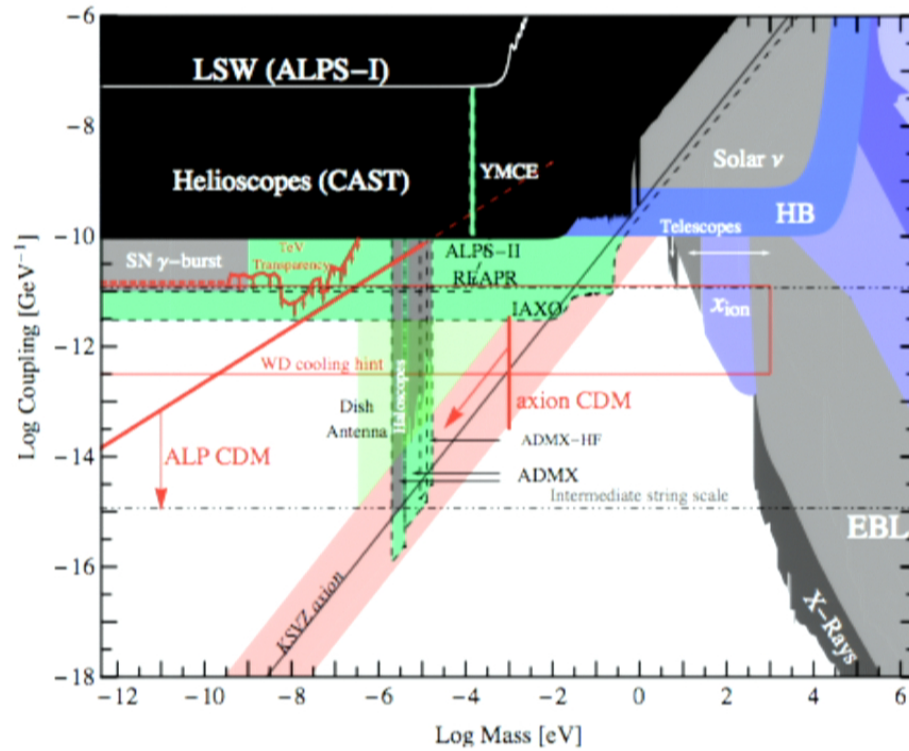 -6
LSW (ALPS-I)
-8
Solar ν
YMCE
Helioscopes (CAST)
HB
Telescopes
-10
ALPS-II
TeV
SN γ-burst
Transparency
REAPR
IAXO
x_ion
-12
WD cooling hint
Haloscopes
axion CDM
Dish
Antenna
ADMX-HF
ALP CDM
-14
ADMX
Intermediate string scale
EBL
-16
KSVZ axion
X-Rays
-18
-12
-10
-8
-6
-4
-2
0
2
4
6
Log Mass [eV]
Log Coupling [GeV⁻¹]